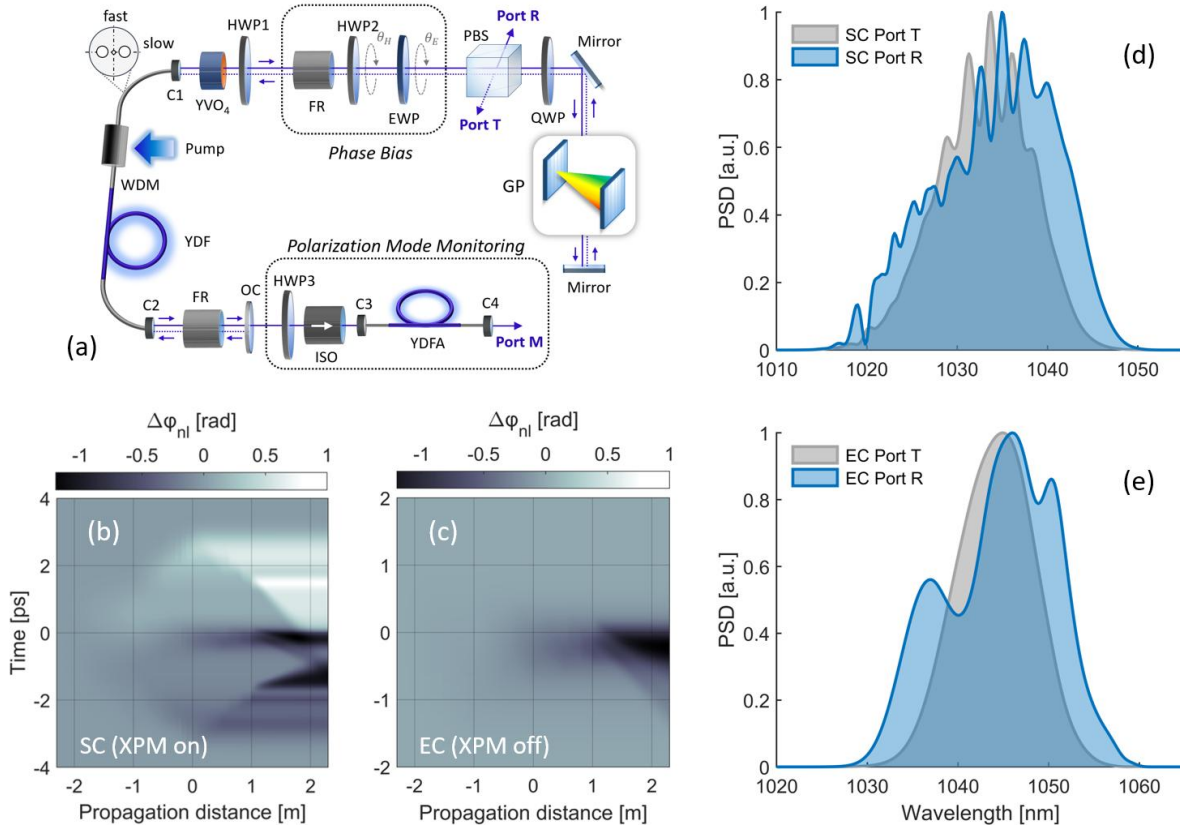 fast
slow
C1
YVO₄
HWP1
FR
HWP2
θH
EWP
θE
Phase Bias
Port R
PBS
Port T
QWP
Mirror
GP
Mirror
Pump
WDM
YDF
Polarization Mode Monitoring
C2
FR
OC
HWP3
ISO
C3
YDFA
C4
Port M
(a)
Δφnl [rad]
-1 -0.5 0 0.5 1
(b)
SC (XPM on)
Time [ps]
4
2
0
-2
-4
-2 -1 0 1 2
Propagation distance [m]
Δφnl [rad]
-1 -0.5 0 0.5 1
(c)
EC (XPM off)
2
1
0
-1
-2
-2 -1 0 1 2
Propagation distance [m]
SC Port T
SC Port R
(d)
PSD [a.u.]
1
0.8
0.6
0.4
0.2
0
1010 1020 1030 1040 1050
EC Port T
EC Port R
(e)
PSD [a.u.]
1
0.8
0.6
0.4
0.2
0
1020 1030 1040 1050 1060
Wavelength [nm]